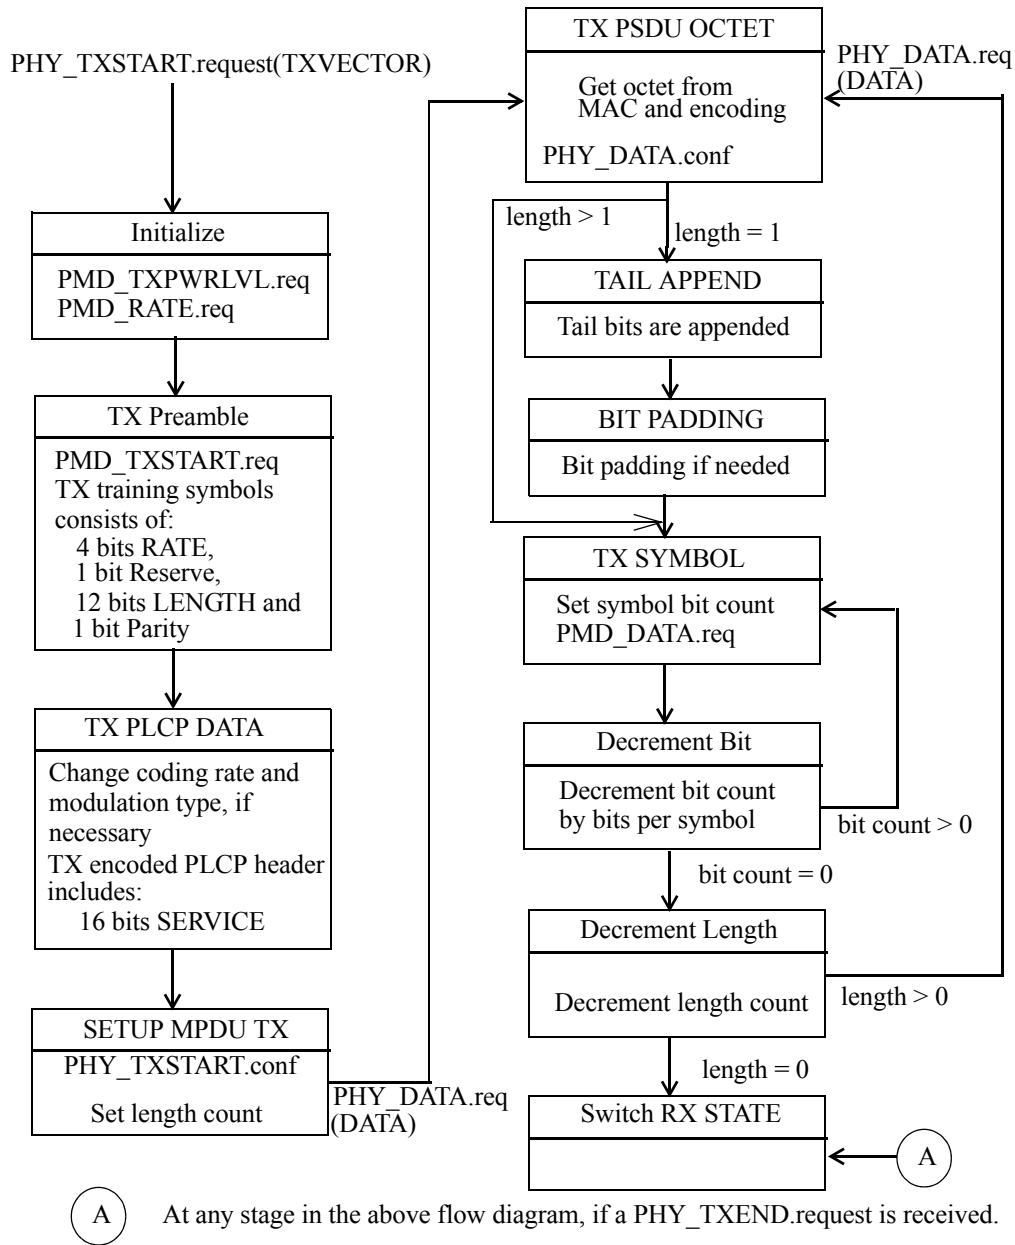 PHY_TXSTART.request(TXVECTOR)
Initialize
PMD_TXPWRLVL.req
PMD_RATE.req
TX Preamble
PMD_TXSTART.req
TX training symbols
consists of:
4 bits RATE,
1 bit Reserve,
12 bits LENGTH and
1 bit Parity
TX PLCP DATA
Change coding rate and
modulation type, if
necessary
TX encoded PLCP header
includes:
16 bits SERVICE
SETUP MPDU TX
PHY_TXSTART.conf
Set length count
PHY_DATA.req
(DATA)
TX PSDU OCTET
Get octet from
MAC and encoding
PHY_DATA.conf
PHY_DATA.req
(DATA)
length > 1
length = 1
TAIL APPEND
Tail bits are appended
BIT PADDING
Bit padding if needed
TX SYMBOL
Set symbol bit count
PMD_DATA.req
Decrement Bit
Decrement bit count
by bits per symbol
bit count > 0
bit count = 0
Decrement Length
Decrement length count
length > 0
length = 0
Switch RX STATE
A
A
At any stage in the above flow diagram, if a PHY_TXEND.request is received.